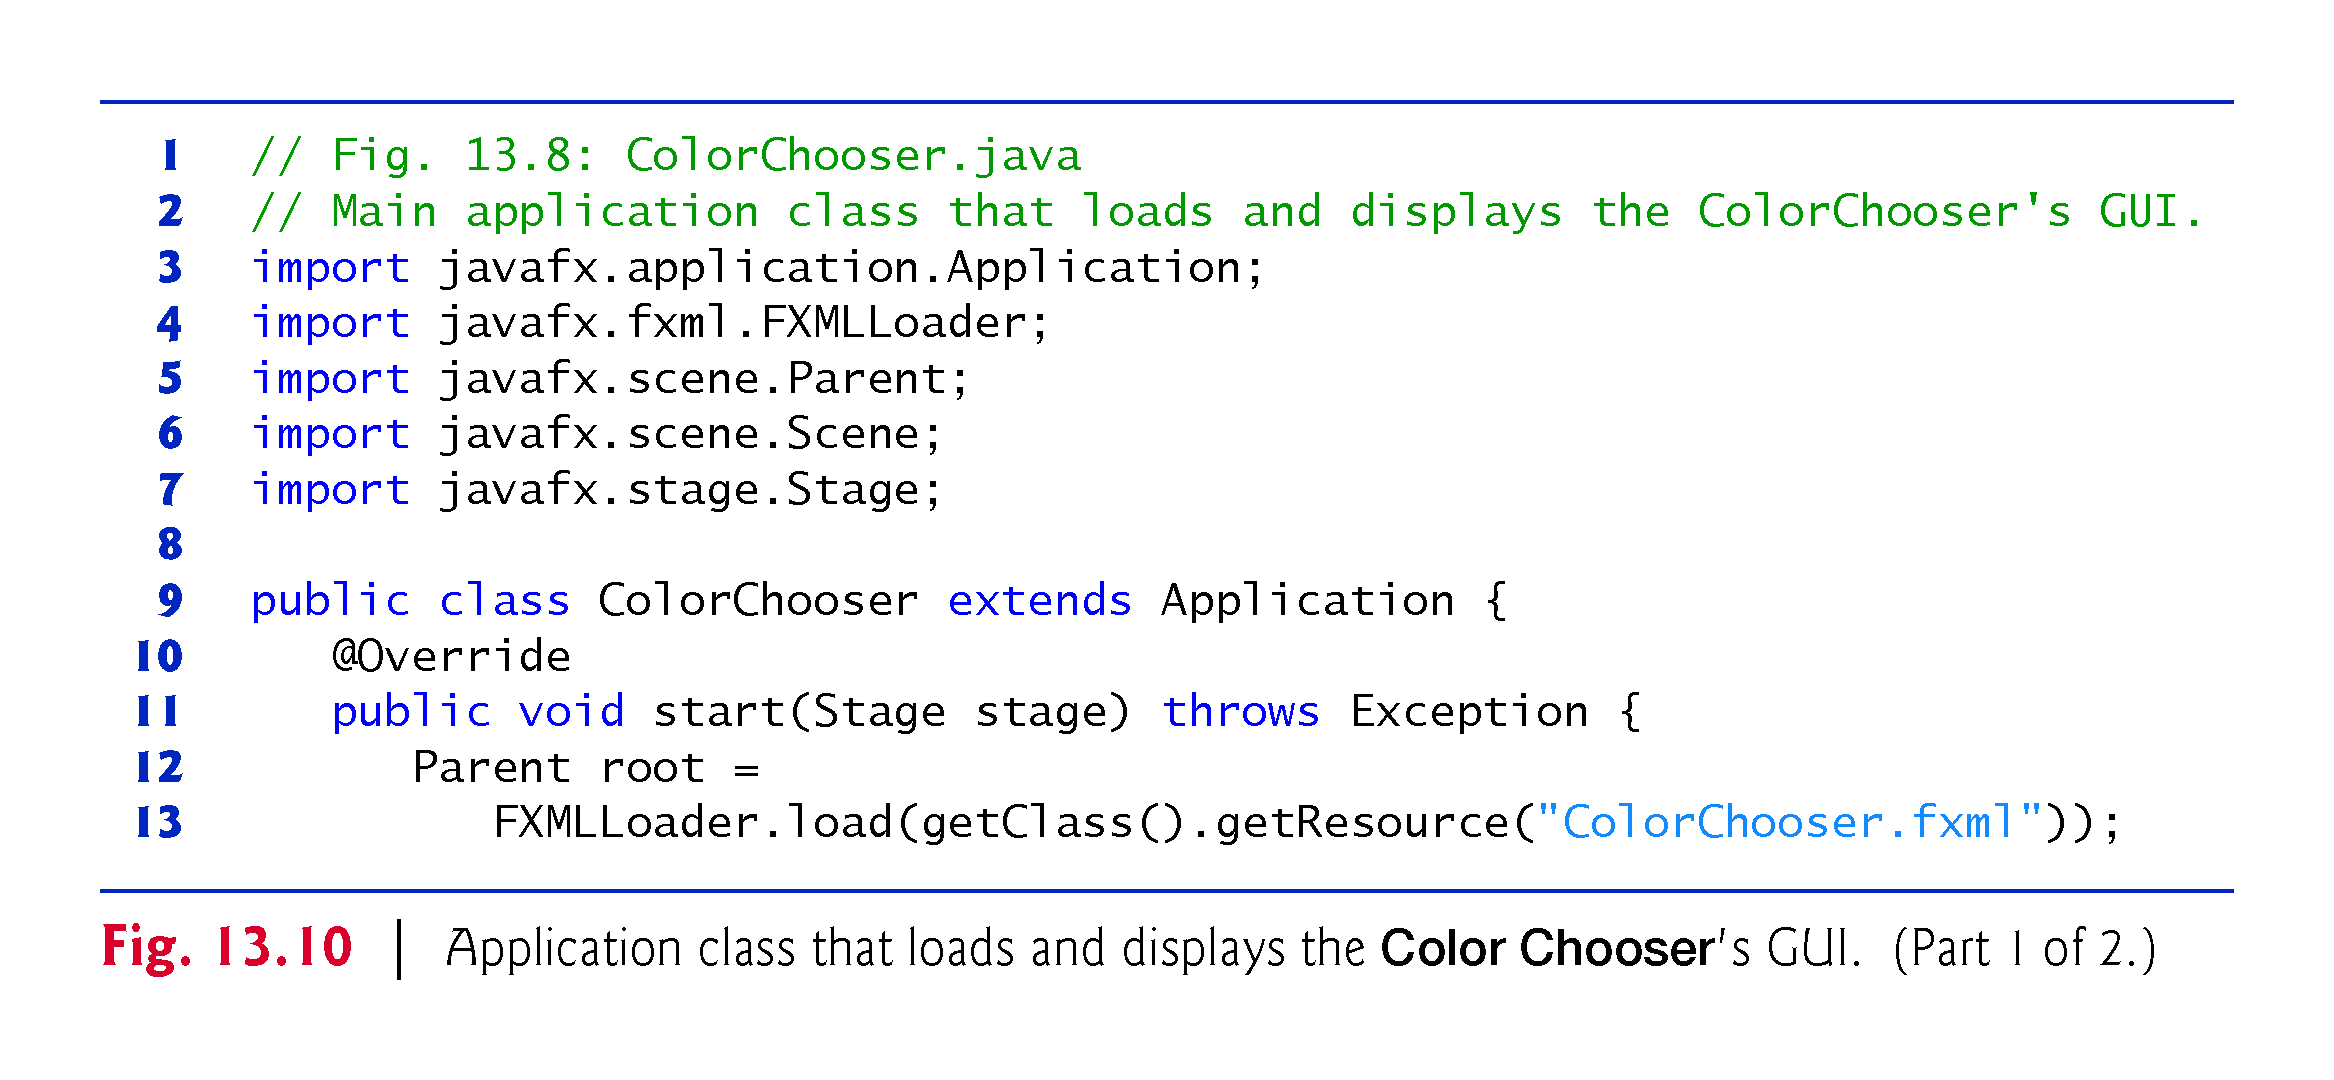 1 // Fig. 13.8: ColorChooser.java
2 // Main application class that loads and displays the ColorChooser's GUI.
3 import javafx.application.Application;
4 import javafx.fxml.FXMLLoader;
5 import javafx.scene.Parent;
6 import javafx.scene.Scene;
7 import javafx.stage.Stage;
8
9 public class ColorChooser extends Application {
10 @Override
11 public void start(Stage stage) throws Exception {
12 Parent root =
13 FXMLLoader.load(getClass().getResource("ColorChooser.fxml"));
Fig. 13.10 | Application class that loads and displays the Color Chooser's GUI. (Part 1 of 2.)